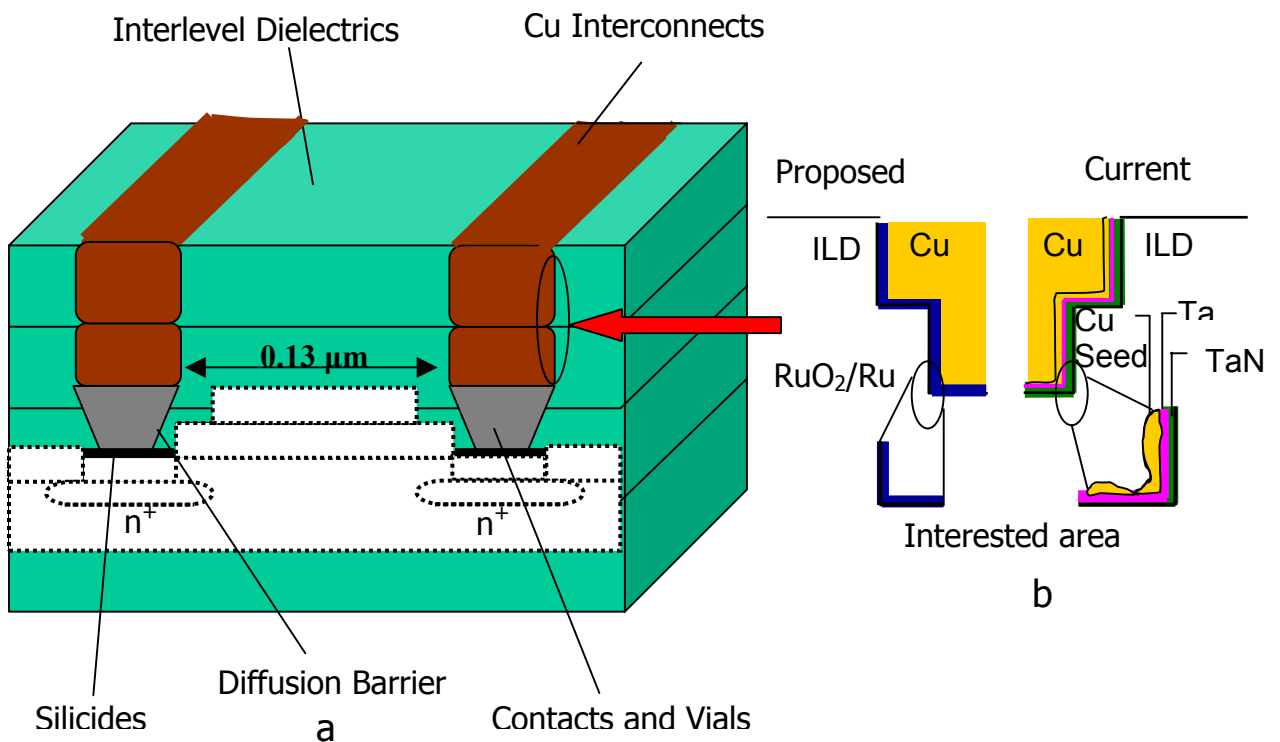 Interlevel Dielectrics
Cu Interconnects
Proposed
Current
ILD
Cu
Cu
ILD
0.13 µm
Cu
Seed
Ta
TaN
RuO₂/Ru
n⁺
n⁺
Interested area
b
Diffusion Barrier
Silicides
Contacts and Vials
a